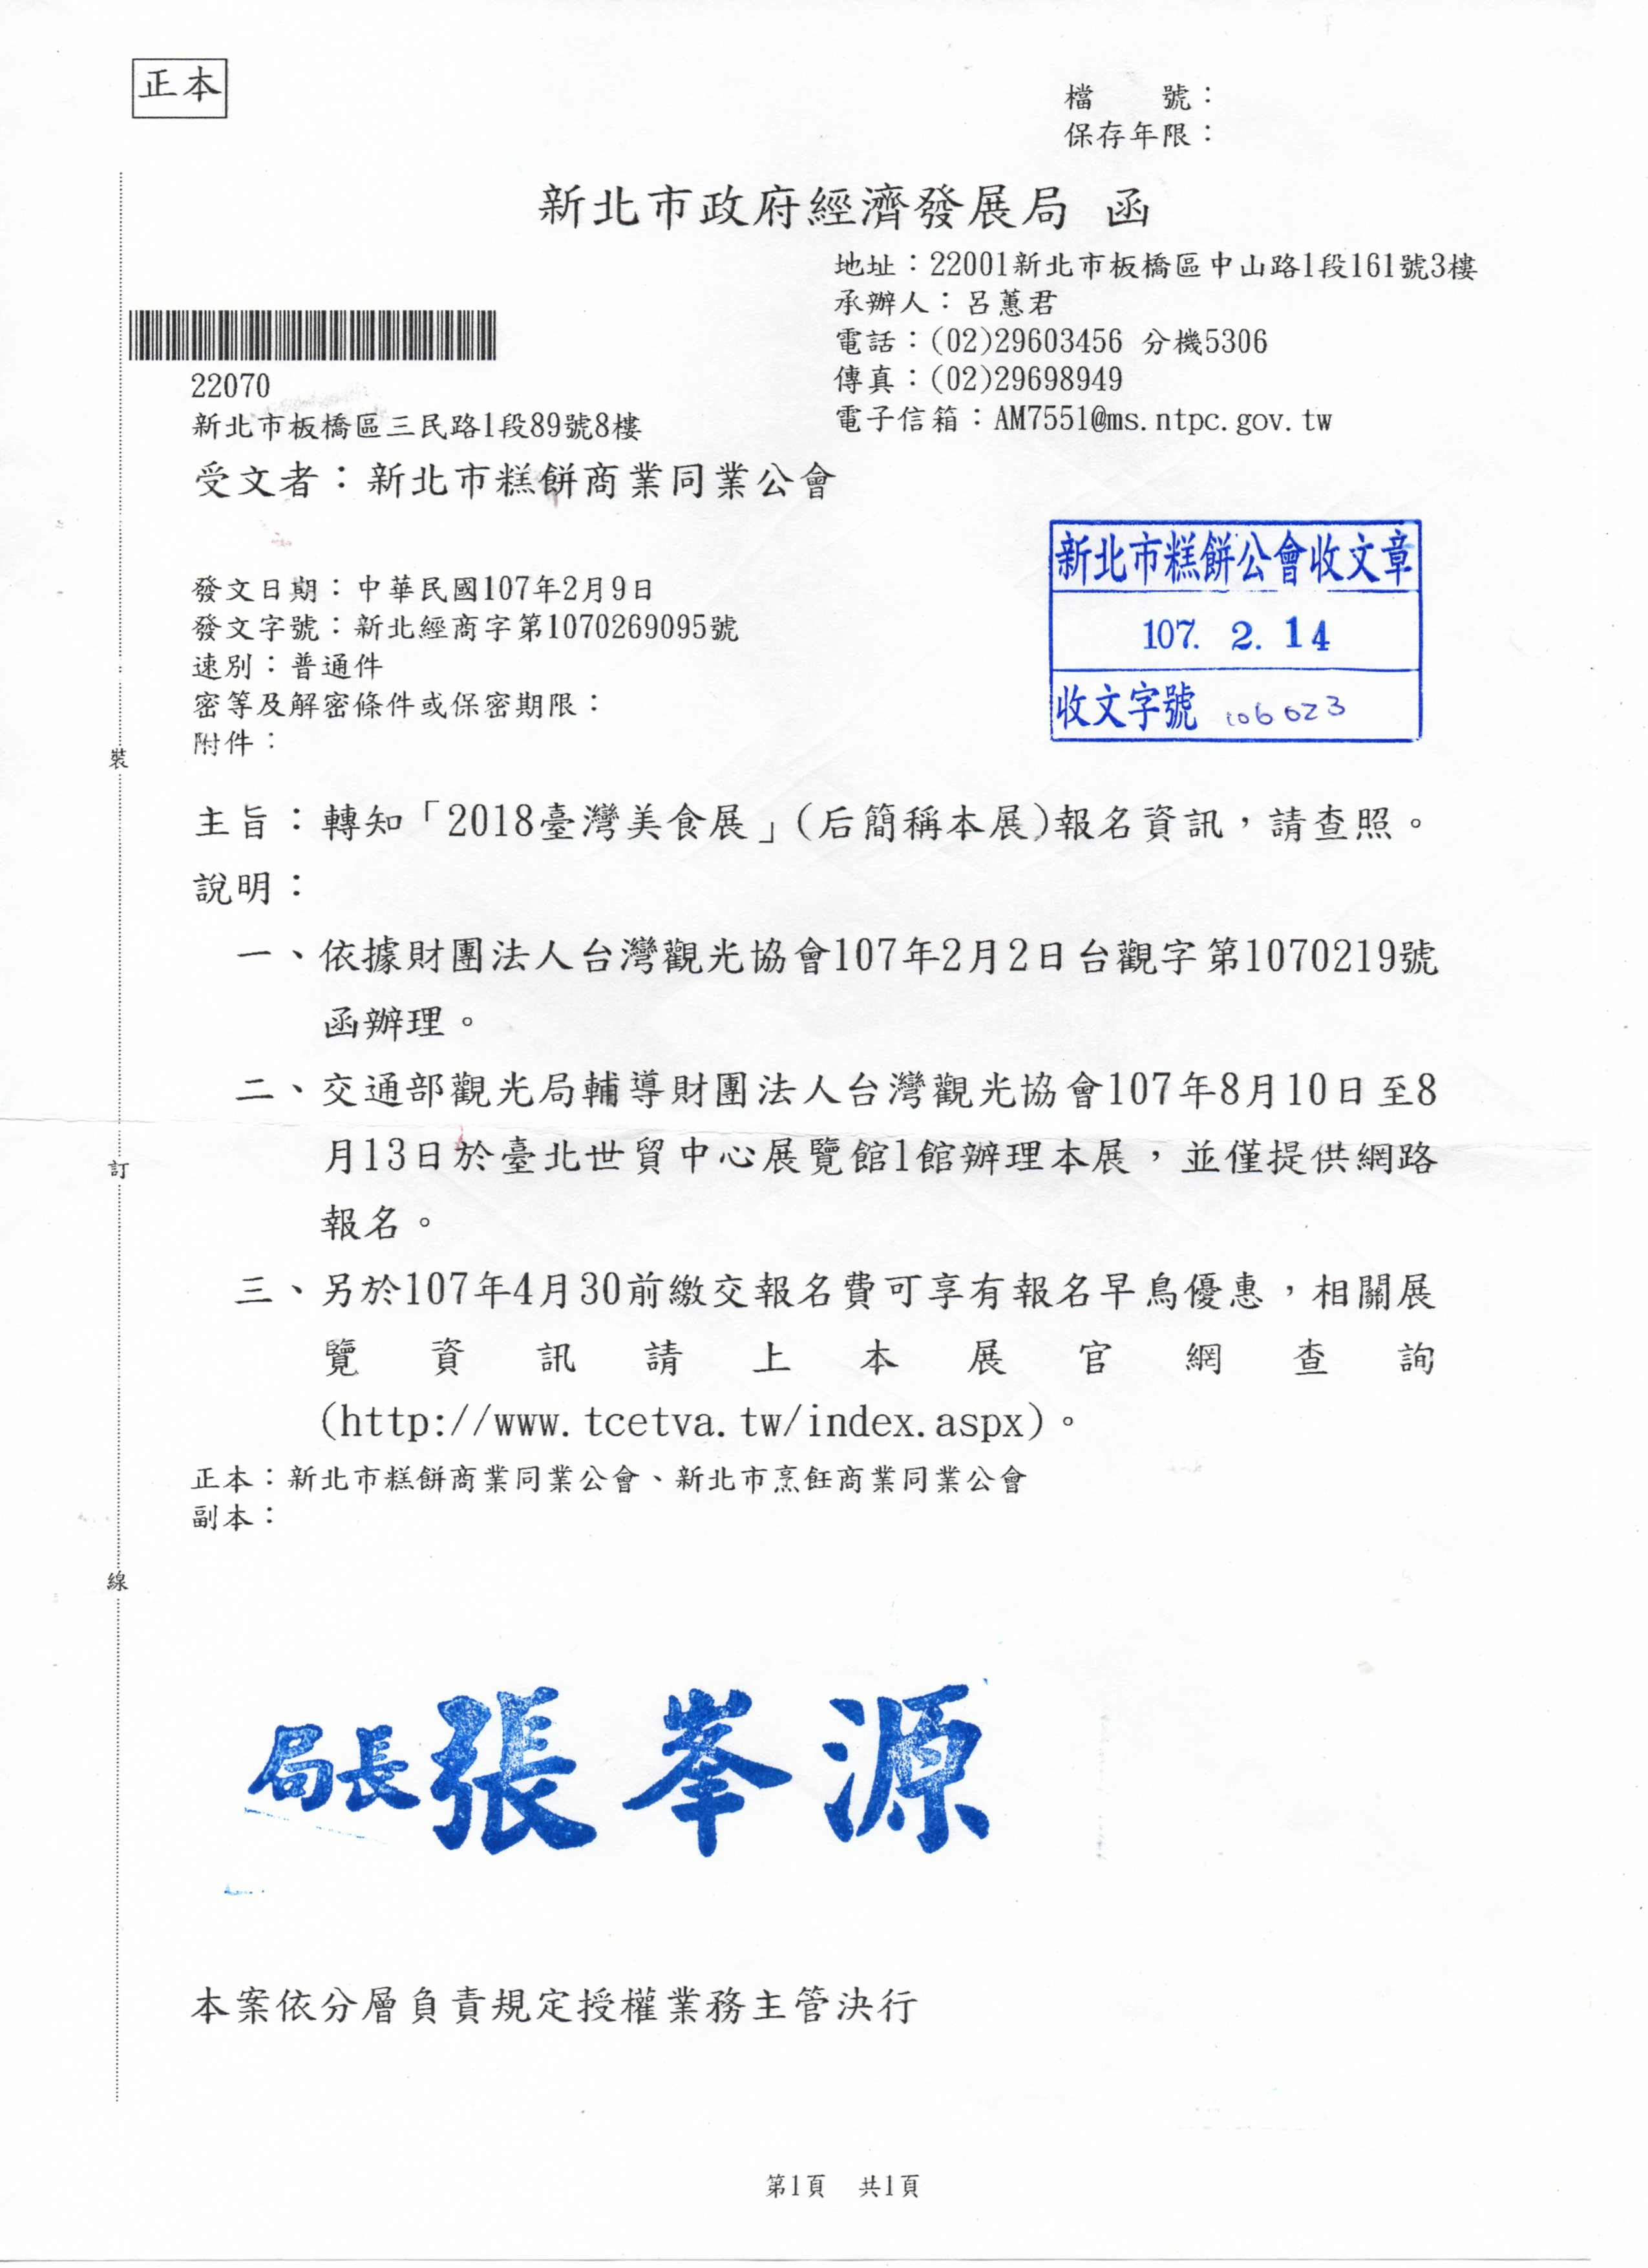 正本
檔　　號：
保存年限：
新北市政府經濟發展局 函
地址：22001新北市板橋區中山路1段161號3樓
承辦人：呂蕙君
電話：(02)29603456 分機5306
傳真：(02)29698949
電子信箱：AM7551@ms.ntpc.gov.tw
22070
新北市板橋區三民路1段89號8樓
受文者：新北市糕餅商業同業公會
新北市糕餅公會收文章
107. 2. 14
收文字號 106023
發文日期：中華民國107年2月9日
發文字號：新北經商字第1070269095號
速別：普通件
密等及解密條件或保密期限：
附件：
主旨：轉知「2018臺灣美食展」(后簡稱本展)報名資訊，請查照。
說明：
一、依據財團法人台灣觀光協會107年2月2日台觀字第1070219號
函辦理。
二、交通部觀光局輔導財團法人台灣觀光協會107年8月10日至8
月13日於臺北世貿中心展覽館1館辦理本展，並僅提供網路
報名。
三、另於107年4月30前繳交報名費可享有報名早鳥優惠，相關展
覽資訊請上本展官網查詢
(http://www.tcetva.tw/index.aspx)。
正本：新北市糕餅商業同業公會、新北市烹飪商業同業公會
副本：
裝
訂
線
局長張峯源
本案依分層負責規定授權業務主管決行
第1頁　共1頁